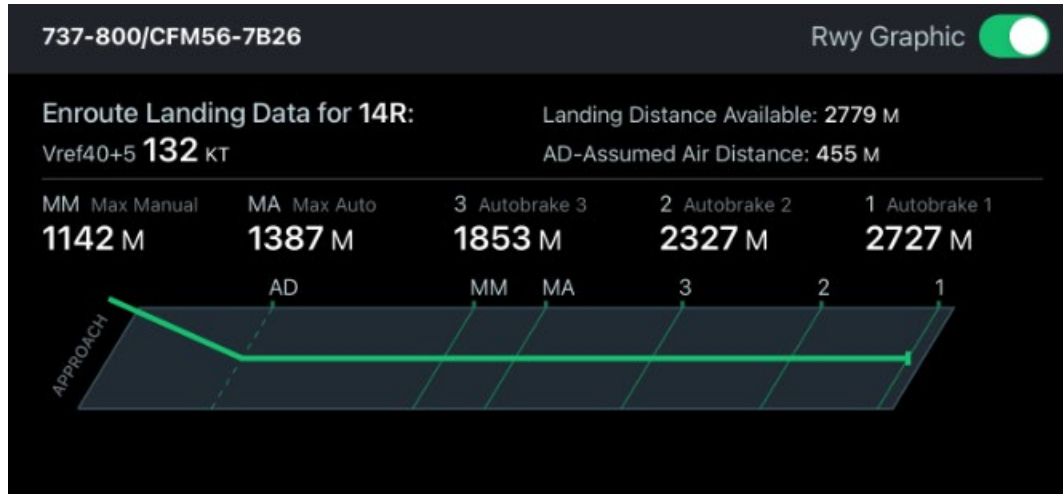 737-800/CFM56-7B26 Rwy Graphic
Enroute Landing Data for 14R: Landing Distance Available: 2779 M
Vref40+5 132 KT AD-Assumed Air Distance: 455 M
MM Max Manual MA Max Auto 3 Autobrake 3 2 Autobrake 2 1 Autobrake 1
1142 M 1387 M 1853 M 2327 M 2727 M
AD MM MA 3 2 1
APPROACH